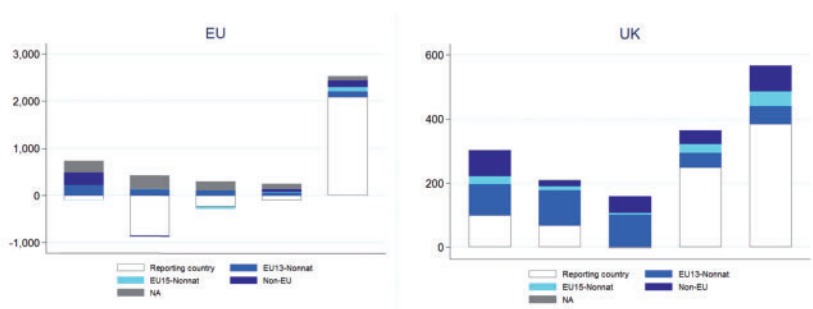 EU
3,000
2,000
1,000
0
-1,000
Reporting country
EU13-Nonnat
EU15-Nonnat
Non-EU
NA
UK
600
400
200
0
Reporting country
EU13-Nonnat
EU15-Nonnat
Non-EU
NA